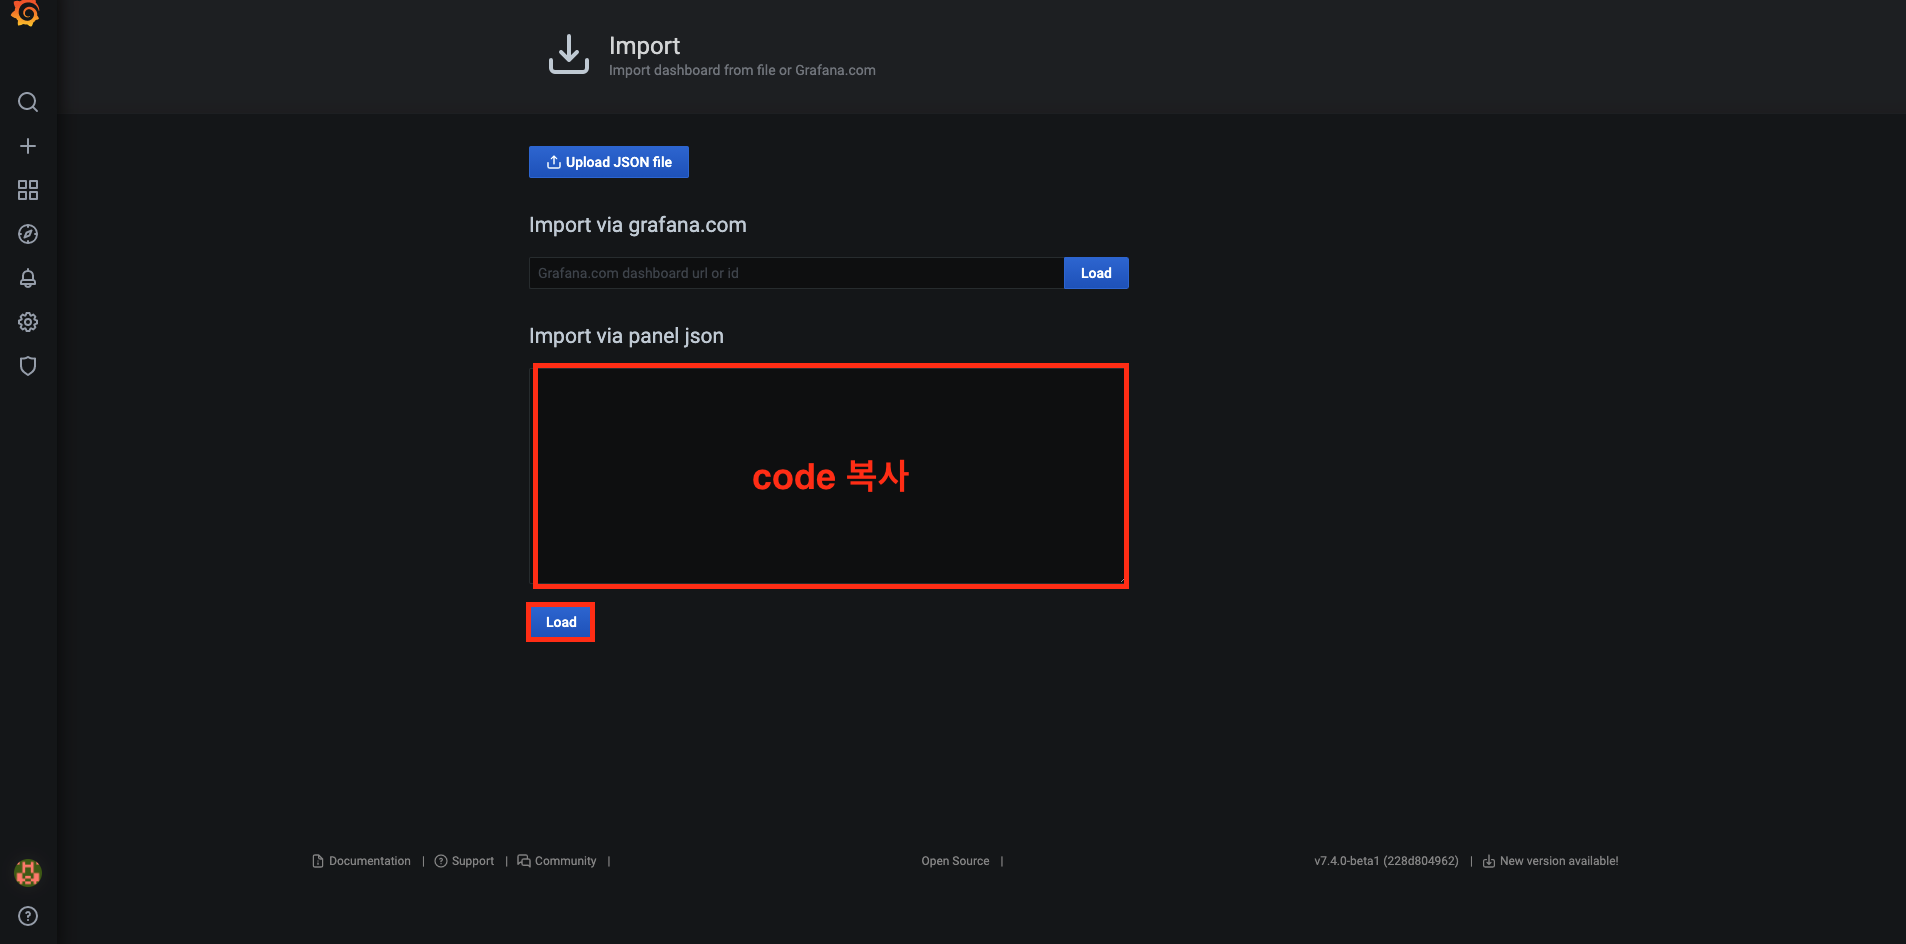 Import
Import dashboard from file or Grafana.com
Upload JSON file
Import via grafana.com
Grafana.com dashboard url or id
Load
Import via panel json
code 복사
Load
Documentation | Support | Community |
Open Source |
v7.4.0-beta1 (228d804962) | New version available!